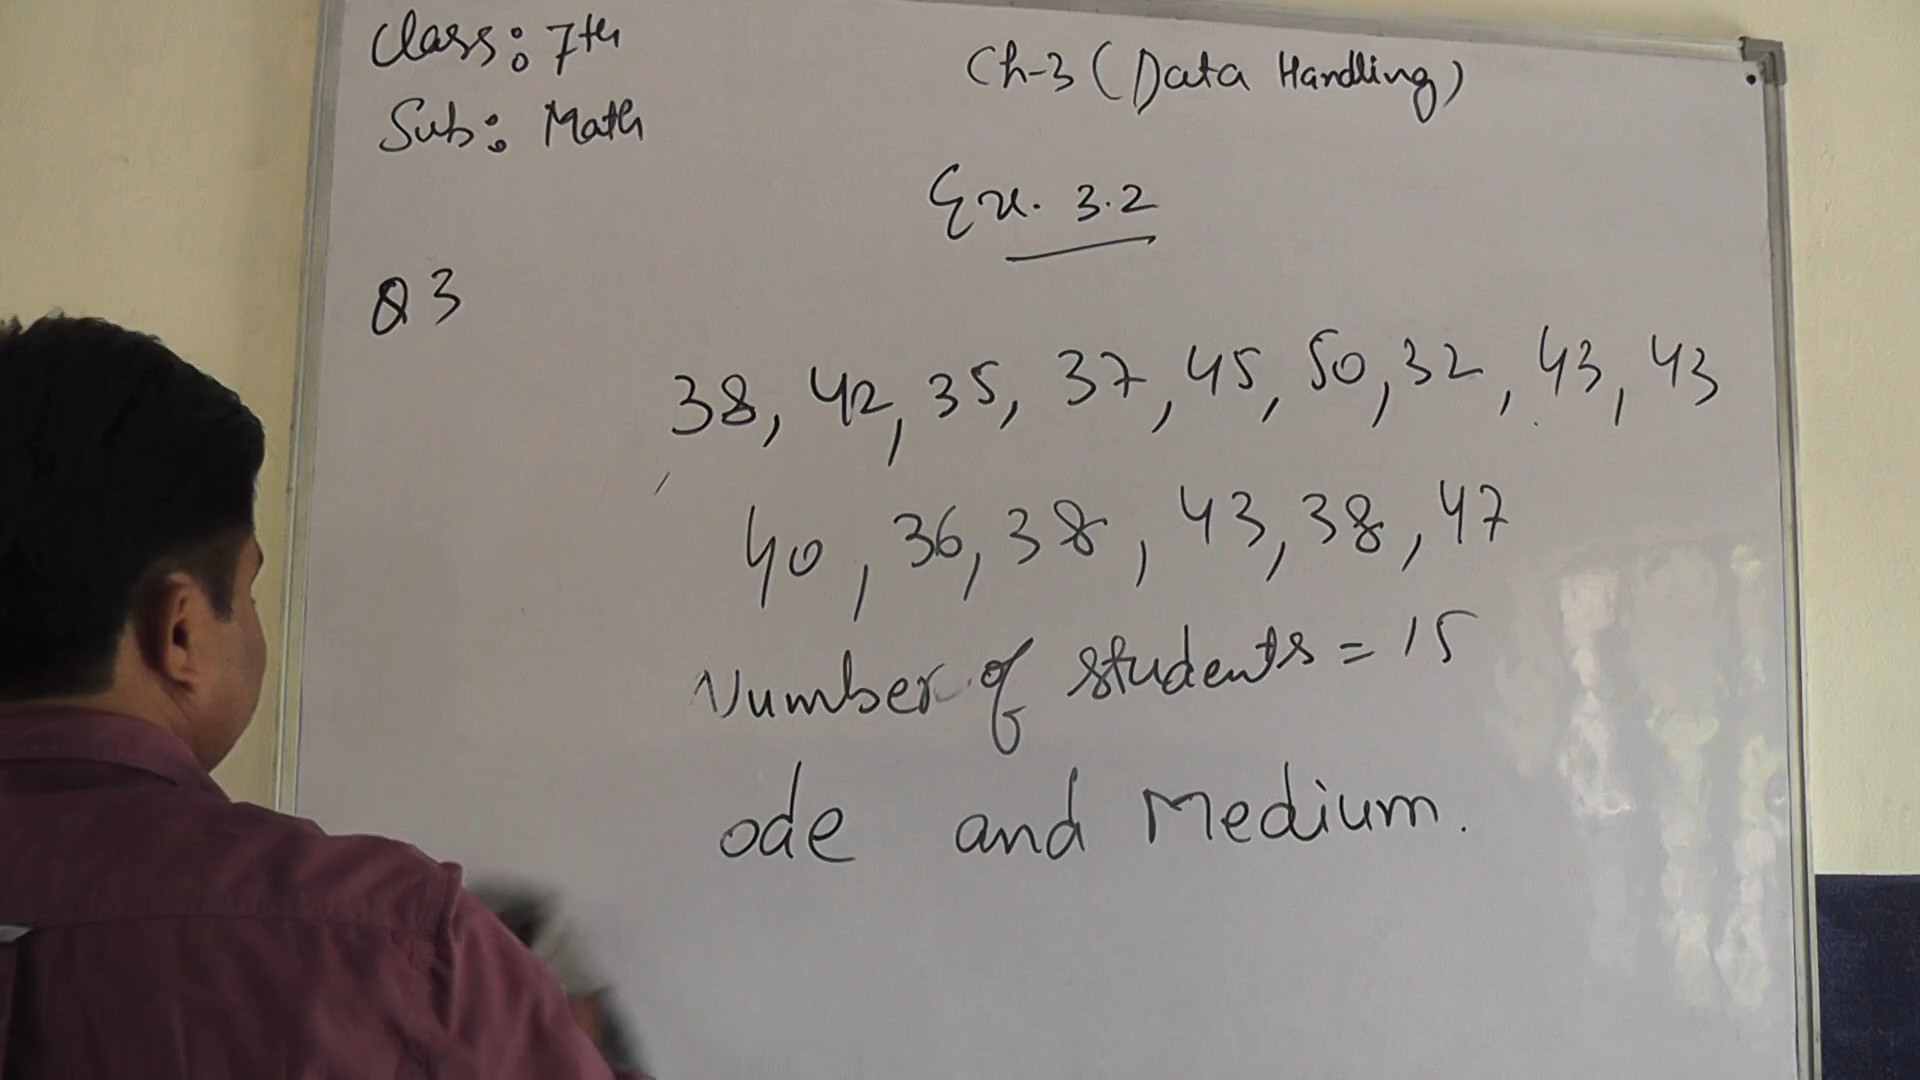 Class: 7th
Sub: Math
Ch-3 (Data Handling)
Ex. 3.2
Q 3
38, 42, 35, 37, 45, 50, 32, 43, 43
40, 36, 38, 43, 38, 47
Number of students = 15
ode and Medium.